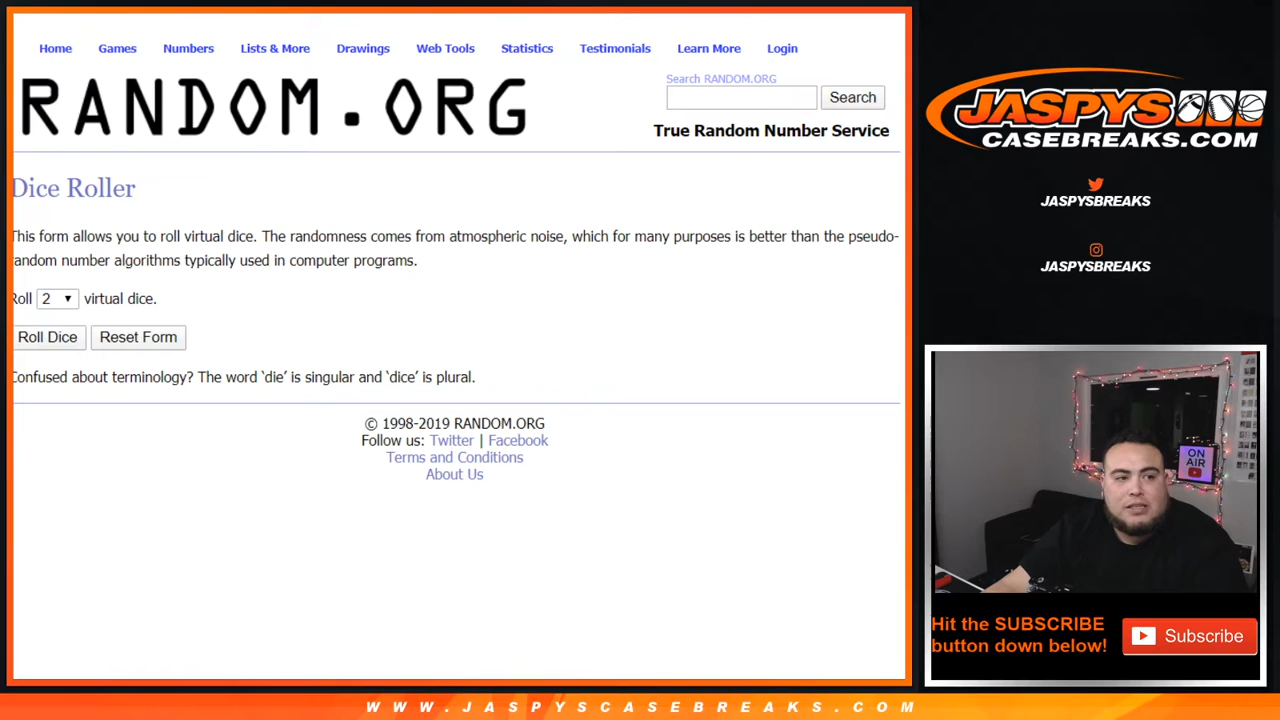 Home Games Numbers Lists & More Drawings Web Tools Statistics Testimonials Learn More Login
RANDOM.ORG
Search RANDOM.ORG
Search
True Random Number Service
Dice Roller
This form allows you to roll virtual dice. The randomness comes from atmospheric noise, which for many purposes is better than the pseudo-
random number algorithms typically used in computer programs.
Roll 2 virtual dice.
Roll Dice Reset Form
Confused about terminology? The word ‘die’ is singular and ‘dice’ is plural.
© 1998-2019 RANDOM.ORG
Follow us: Twitter | Facebook
Terms and Conditions
About Us
JASPYS
CASEBREAKS.COM
JASPYSBREAKS
JASPYSBREAKS
ON
AIR
Hit the SUBSCRIBE
button down below!
Subscribe
WWW.JASPYSCASEBREAKS.COM